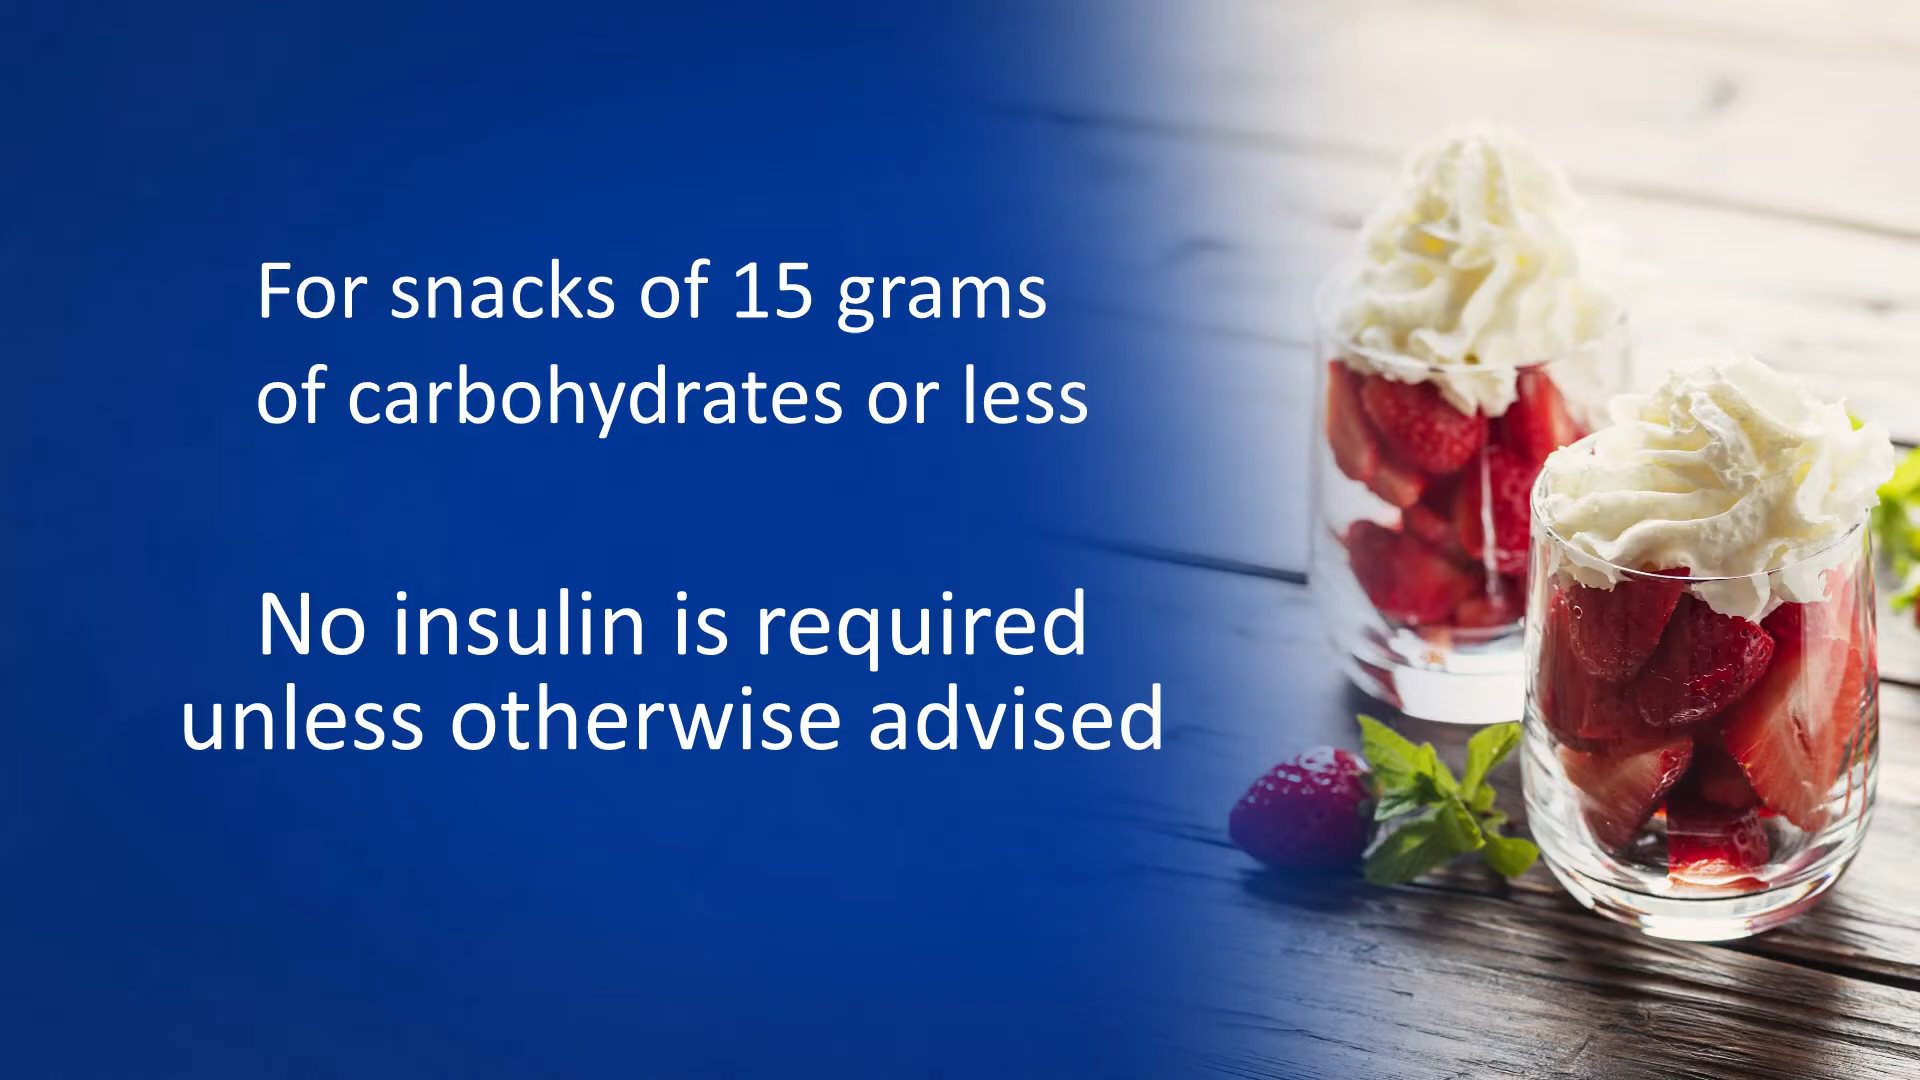 For snacks of 15 grams
of carbohydrates or less
No insulin is required
unless otherwise advised